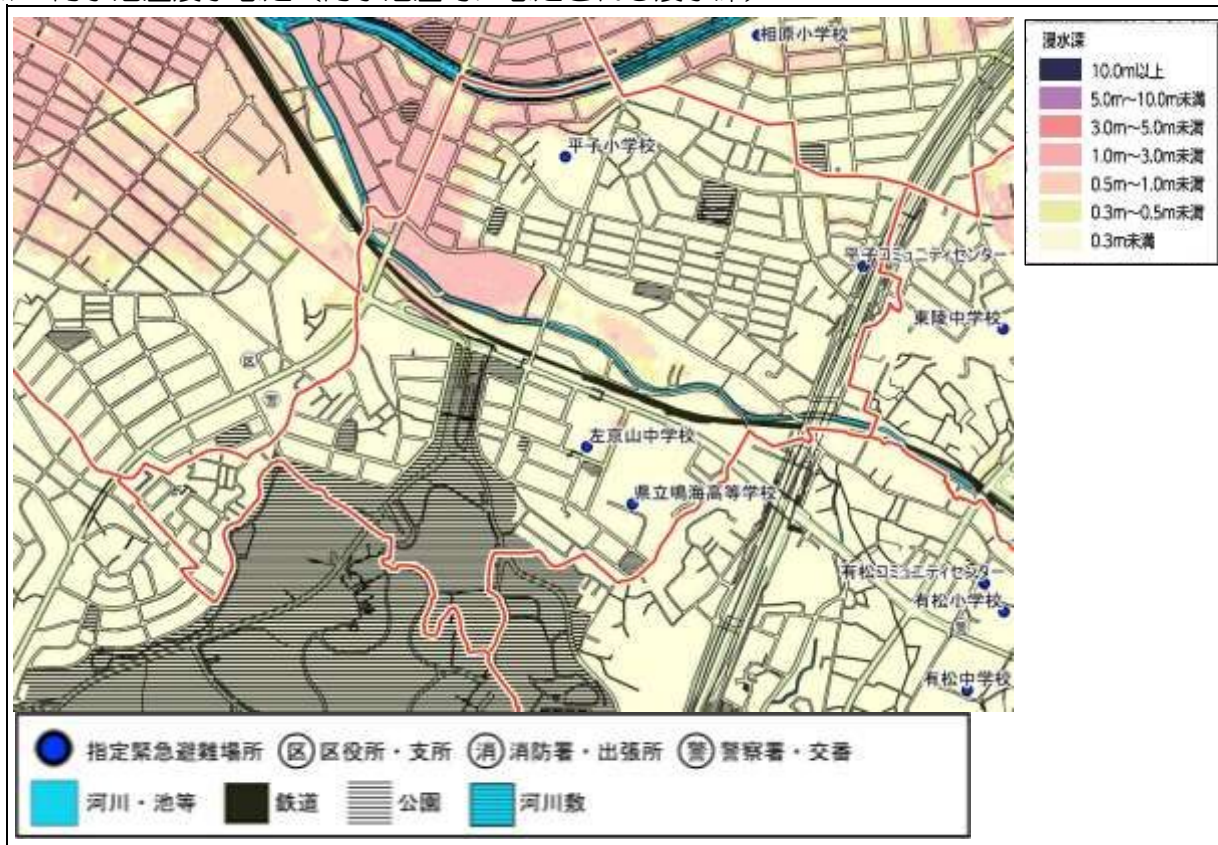 相原小学校
平子小学校
平子コミュニティセンター
東陵中学校
区
警
左京山中学校
県立鳴海高等学校
有松コミュニティセンター
有松小学校
警
有松中学校
浸水深
10.0m以上
5.0m～10.0m未満
3.0m～5.0m未満
1.0m～3.0m未満
0.5m～1.0m未満
0.3m～0.5m未満
0.3m未満
指定緊急避難場所 区 区役所・支所 消 消防署・出張所 警 警察署・交番
河川・池等 鉄道 公園 河川敷